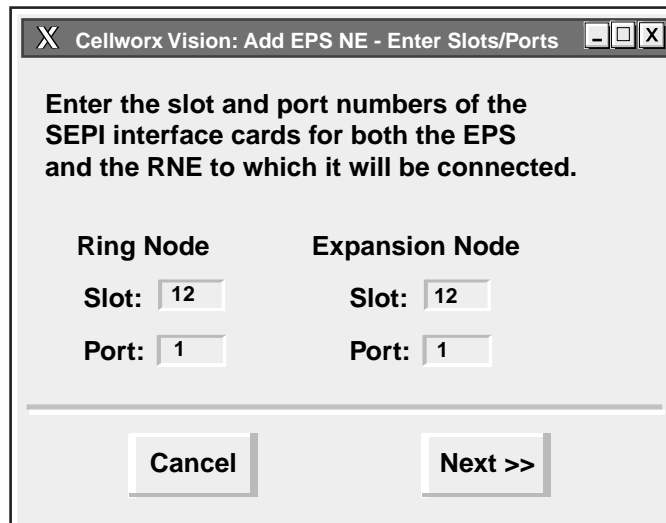 X Cellworx Vision: Add EPS NE - Enter Slots/Ports X
Enter the slot and port numbers of the
SEPI interface cards for both the EPS
and the RNE to which it will be connected.
Ring Node Expansion Node
Slot: 12 Slot: 12
Port: 1 Port: 1
Cancel Next >>